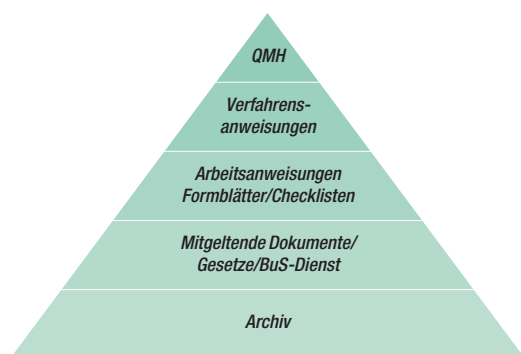 QMH
Verfahrens-
anweisungen
Arbeitsanweisungen
Formblätter/Checklisten
Mitgeltende Dokumente/
Gesetze/BuS-Dienst
Archiv